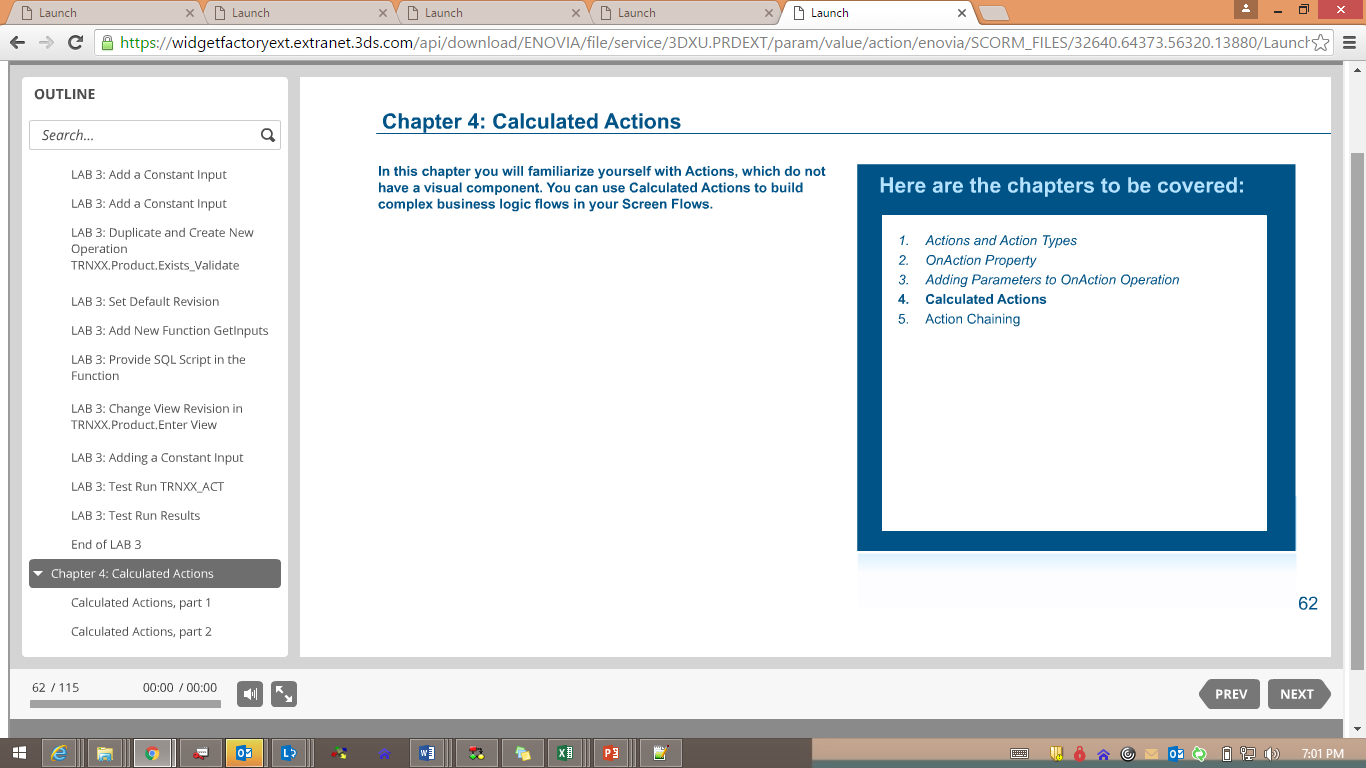 Launch
Launch
Launch
Launch
Launch
https://widgetfactoryext.extranet.3ds.com/api/download/ENOVIA/file/service/3DXU.PRDEXT/param/value/action/enovia/SCORM_FILES/32640.64373.56320.13880/Launch
OUTLINE
Search...
LAB 3: Add a Constant Input
LAB 3: Add a Constant Input
LAB 3: Duplicate and Create New
Operation
TRNXX.Product.Exists_Validate
LAB 3: Set Default Revision
LAB 3: Add New Function GetInputs
LAB 3: Provide SQL Script in the
Function
LAB 3: Change View Revision in
TRNXX.Product.Enter View
LAB 3: Adding a Constant Input
LAB 3: Test Run TRNXX_ACT
LAB 3: Test Run Results
End of LAB 3
Chapter 4: Calculated Actions
Calculated Actions, part 1
Calculated Actions, part 2
Chapter 4: Calculated Actions
In this chapter you will familiarize yourself with Actions, which do not
have a visual component. You can use Calculated Actions to build
complex business logic flows in your Screen Flows.
Here are the chapters to be covered:
1. Actions and Action Types
2. OnAction Property
3. Adding Parameters to OnAction Operation
4. Calculated Actions
5. Action Chaining
62
62 / 115
00:00 / 00:00
PREV
NEXT
7:01 PM